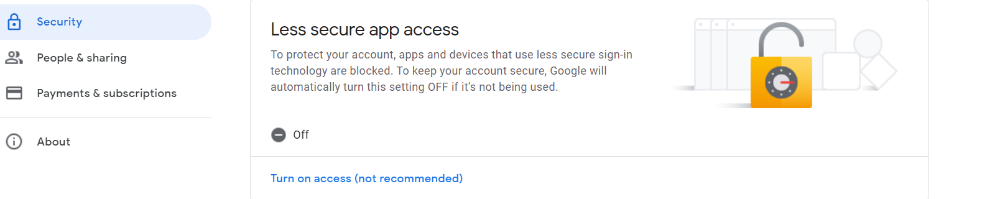 Security
People & sharing
Payments & subscriptions
About
Less secure app access
To protect your account, apps and devices that use less secure sign-in
technology are blocked. To keep your account secure, Google will
automatically turn this setting OFF if it’s not being used.
Off
Turn on access (not recommended)